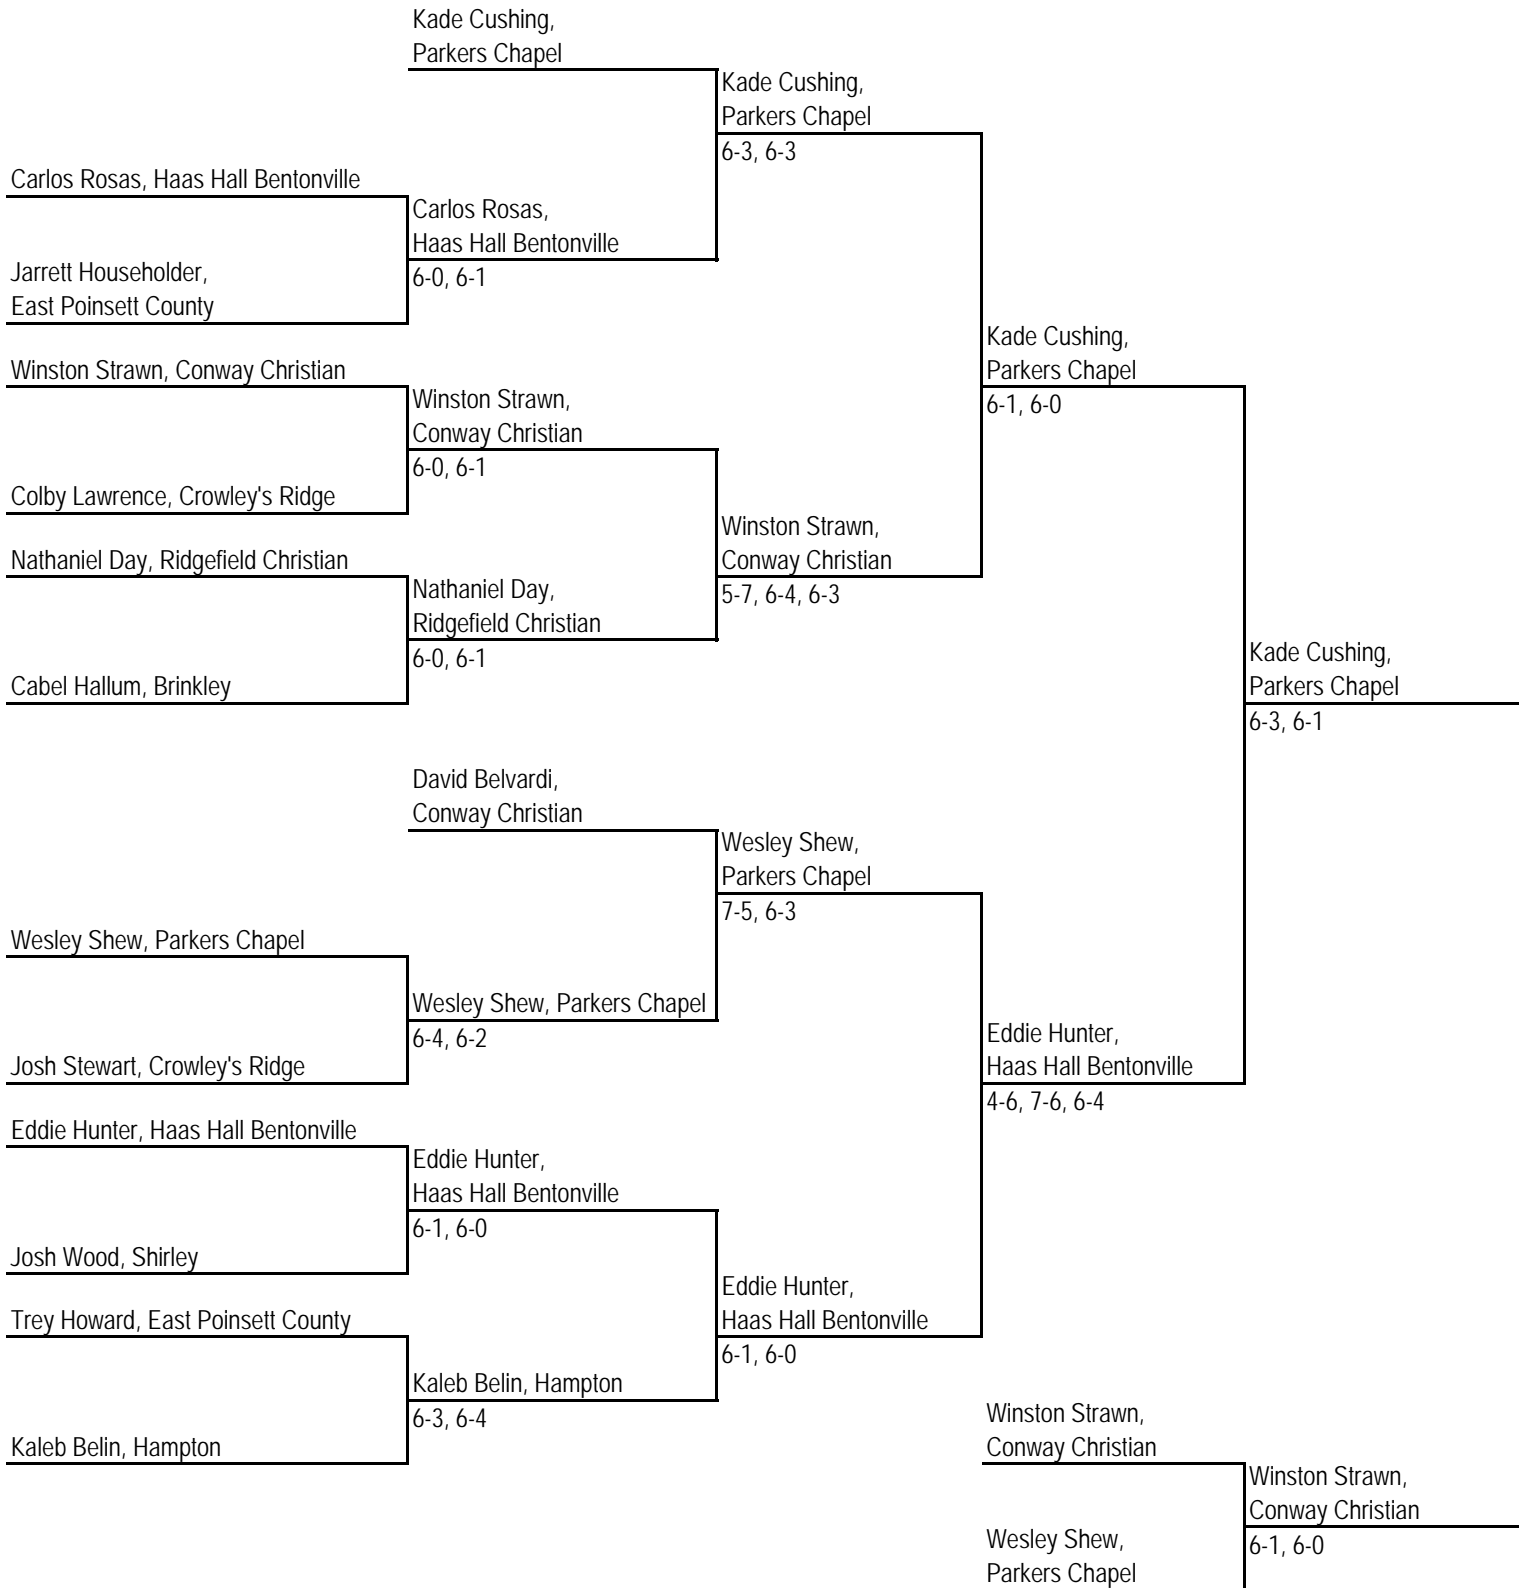 Kade Cushing,
Parkers Chapel
Kade Cushing,
Parkers Chapel
6-3, 6-3
Carlos Rosas, Haas Hall Bentonville
Carlos Rosas,
Haas Hall Bentonville
6-0, 6-1
Jarrett Householder,
East Poinsett County
Kade Cushing,
Parkers Chapel
6-1, 6-0
Winston Strawn, Conway Christian
Winston Strawn,
Conway Christian
6-0, 6-1
Colby Lawrence, Crowley's Ridge
Winston Strawn,
Conway Christian
5-7, 6-4, 6-3
Nathaniel Day, Ridgefield Christian
Nathaniel Day,
Ridgefield Christian
6-0, 6-1
Cabel Hallum, Brinkley
Kade Cushing,
Parkers Chapel
6-3, 6-1
David Belvardi,
Conway Christian
Wesley Shew,
Parkers Chapel
7-5, 6-3
Wesley Shew, Parkers Chapel
Wesley Shew, Parkers Chapel
6-4, 6-2
Josh Stewart, Crowley's Ridge
Eddie Hunter,
Haas Hall Bentonville
4-6, 7-6, 6-4
Eddie Hunter, Haas Hall Bentonville
Eddie Hunter,
Haas Hall Bentonville
6-1, 6-0
Josh Wood, Shirley
Eddie Hunter,
Haas Hall Bentonville
6-1, 6-0
Trey Howard, East Poinsett County
Kaleb Belin, Hampton
6-3, 6-4
Kaleb Belin, Hampton
Winston Strawn,
Conway Christian
Winston Strawn,
Conway Christian
6-1, 6-0
Wesley Shew,
Parkers Chapel